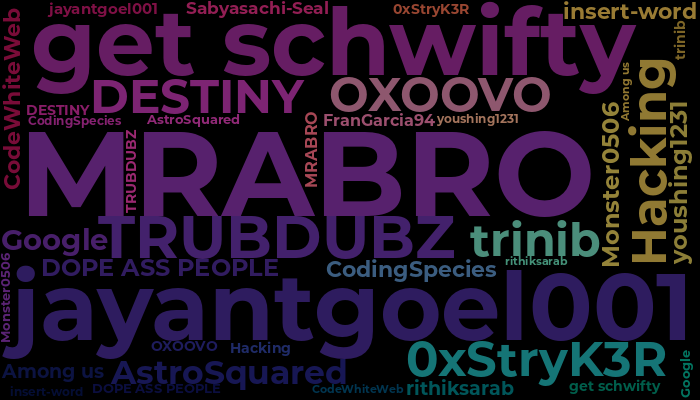 jayantgoel001
Sabyasachi-Seal
0xStryK3R
insert-word
CodeWhiteWeb
get schwifty
trinib
DESTINY
OXOOVO
Among us
Hacking
DESTINY
CodingSpecies
AstroSquared
MRABRO
FranGarcia94
youshing1231
Monster0506
youshing1231
TRUBDUBZ
MRABRO
Google
TRUBDUBZ
trinib
rithiksarab
Monster0506
DOPE ASS PEOPLE
CodingSpecies
jayantgoel001
OXOOVO
Hacking
0xStryK3R
Google
Among us
AstroSquared
insert-word
DOPE ASS PEOPLE
CodeWhiteWeb
rithiksarab
get schwifty